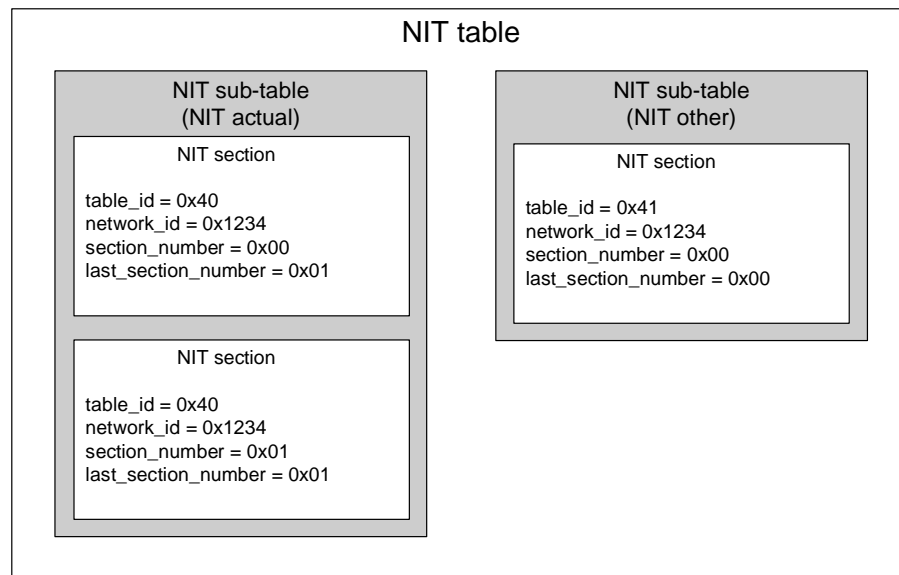 NIT table
NIT sub-table
(NIT actual)
NIT section
table_id = 0x40
network_id = 0x1234
section_number = 0x00
last_section_number = 0x01
NIT section
table_id = 0x40
network_id = 0x1234
section_number = 0x01
last_section_number = 0x01
NIT sub-table
(NIT other)
NIT section
table_id = 0x41
network_id = 0x1234
section_number = 0x00
last_section_number = 0x00